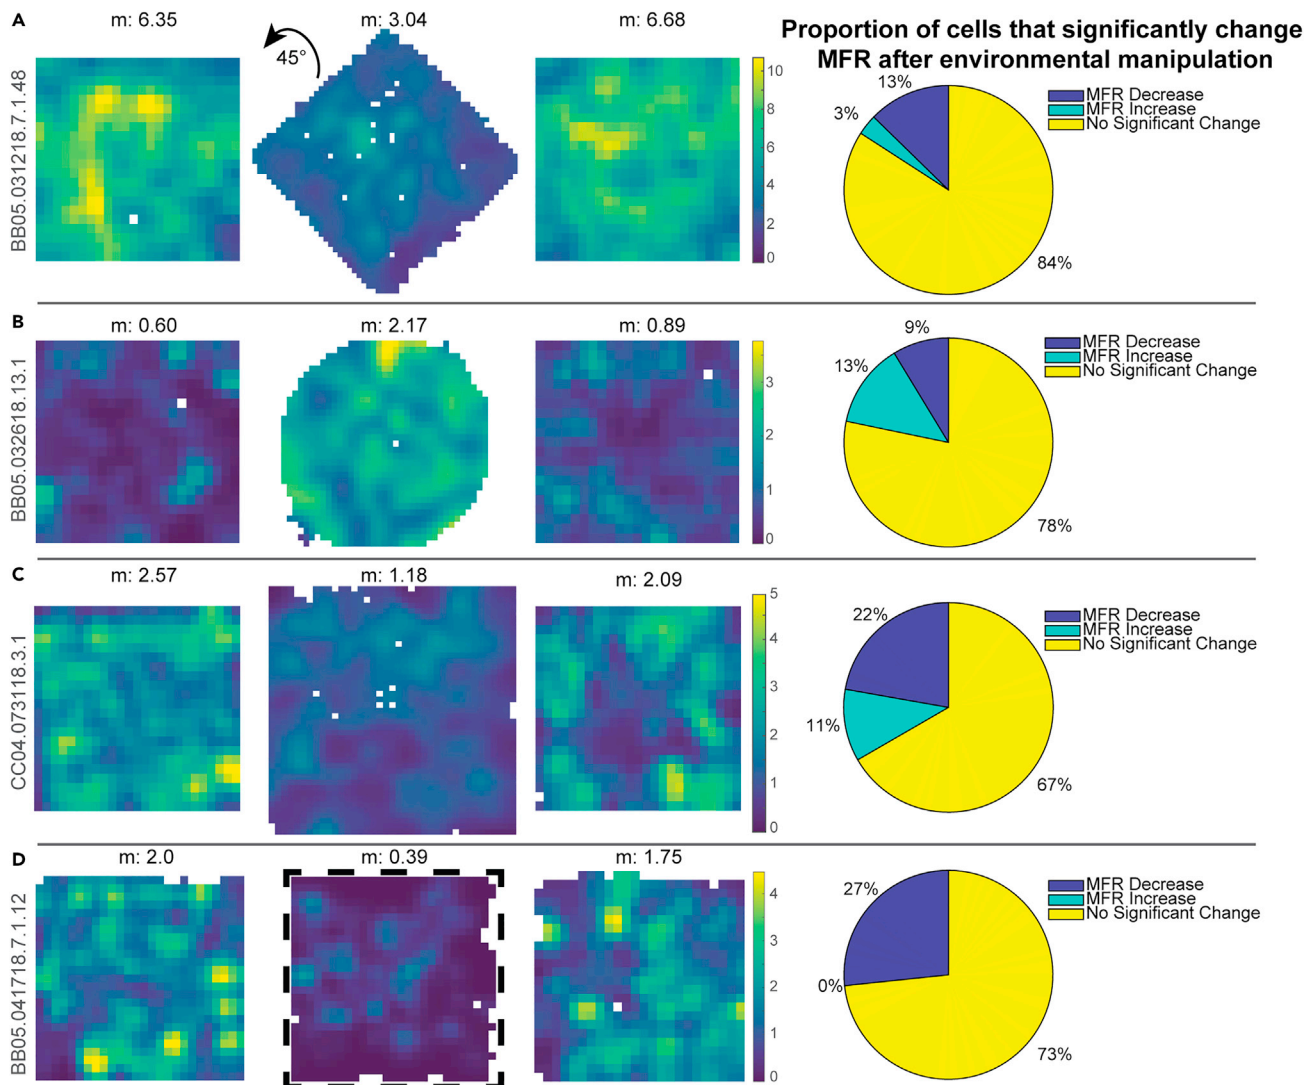 A
m: 6.35
m: 3.04
m: 6.68
Proportion of cells that significantly change
MFR after environmental manipulation
45°
BB05.031218.7.1.48
10
8
6
4
2
0
13%
3%
84%
MFR Decrease
MFR Increase
No Significant Change
B
m: 0.60
m: 2.17
m: 0.89
BB05.032618.13.1
3
2
1
0
9%
13%
78%
MFR Decrease
MFR Increase
No Significant Change
C
m: 2.57
m: 1.18
m: 2.09
CC04.073118.3.1
5
4
3
2
1
0
22%
11%
67%
MFR Decrease
MFR Increase
No Significant Change
D
m: 2.0
m: 0.39
m: 1.75
BB05.041718.7.1.12
4
3
2
1
0
27%
0%
73%
MFR Decrease
MFR Increase
No Significant Change